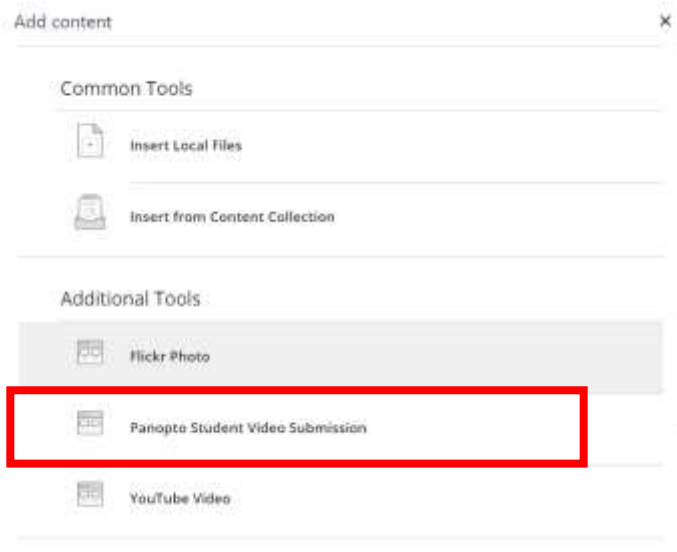 Add content
Common Tools
Insert Local Files
Insert from Content Collection
Additional Tools
Flickr Photo
Panopto Student Video Submission
YouTube Video